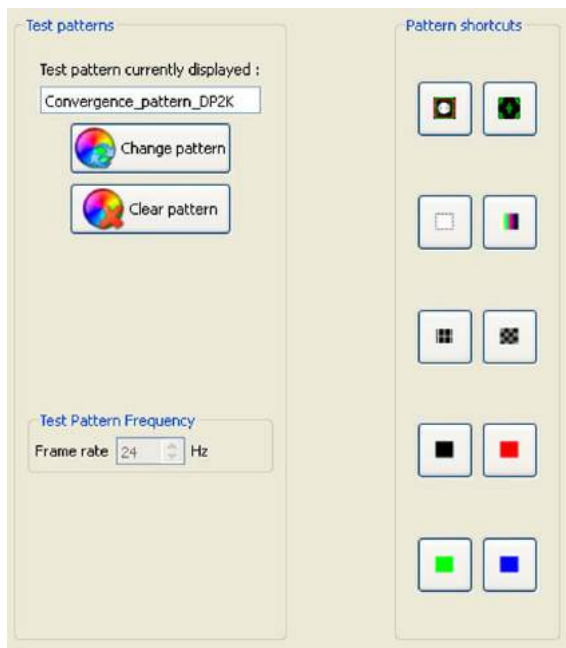 Test patterns
Test pattern currently displayed :
Convergence_pattern_DP2K
Change pattern
Clear pattern
Test Pattern Frequency
Frame rate 24 Hz
Pattern shortcuts